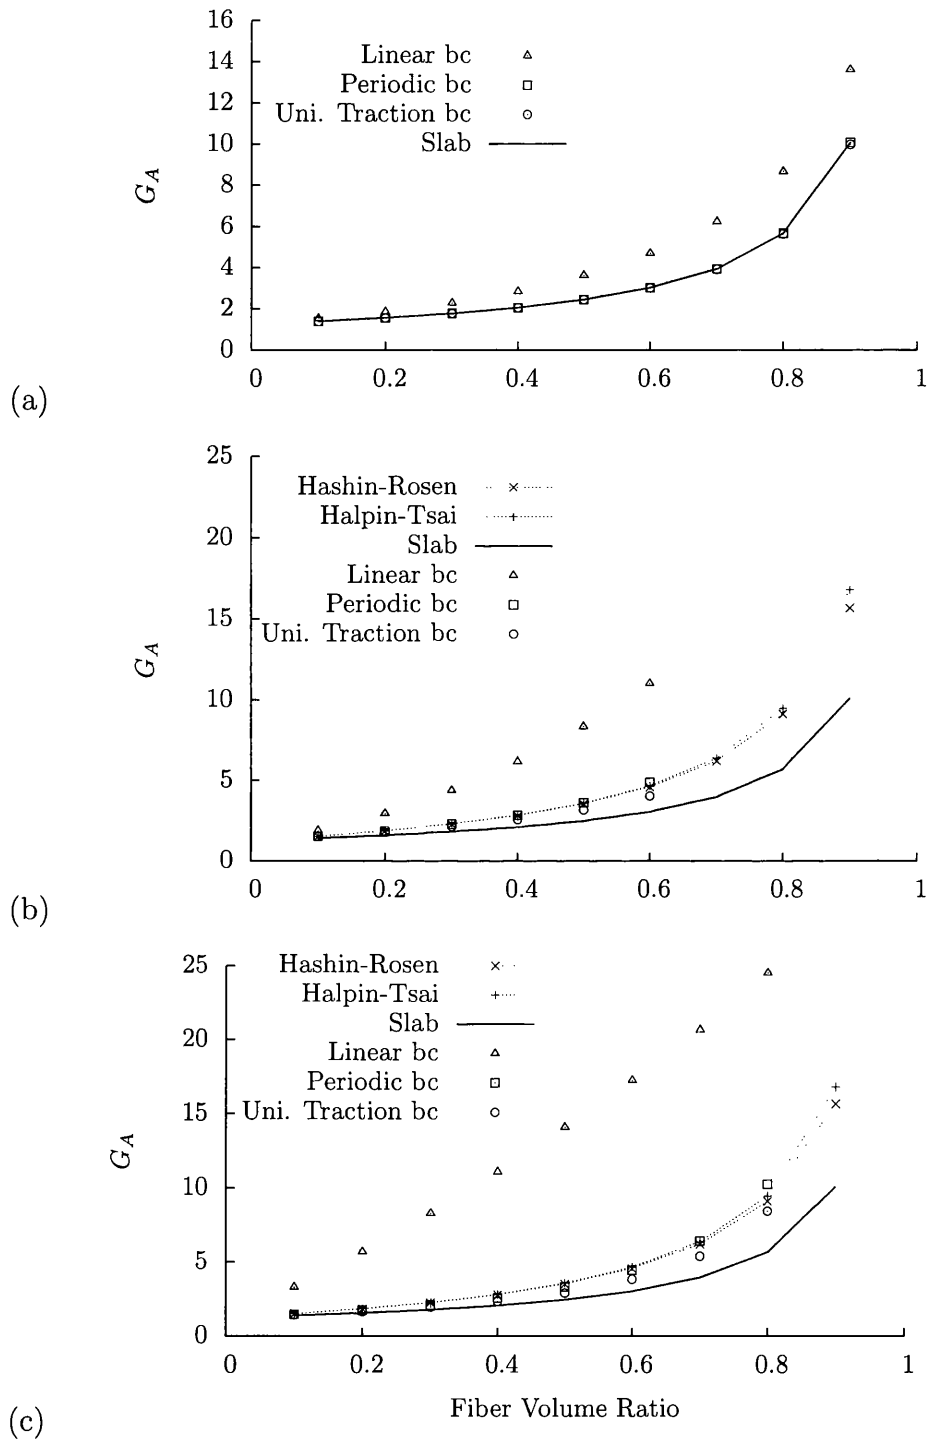 16
14
12
10
8
6
4
2
0
G_A
Linear bc
Periodic bc
Uni. Traction bc
Slab
0 0.2 0.4 0.6 0.8 1
(a)
25
20
15
10
5
0
G_A
Hashin-Rosen
Halpin-Tsai
Slab
Linear bc
Periodic bc
Uni. Traction bc
0 0.2 0.4 0.6 0.8 1
(b)
25
20
15
10
5
0
G_A
Hashin-Rosen
Halpin-Tsai
Slab
Linear bc
Periodic bc
Uni. Traction bc
0 0.2 0.4 0.6 0.8 1
Fiber Volume Ratio
(c)